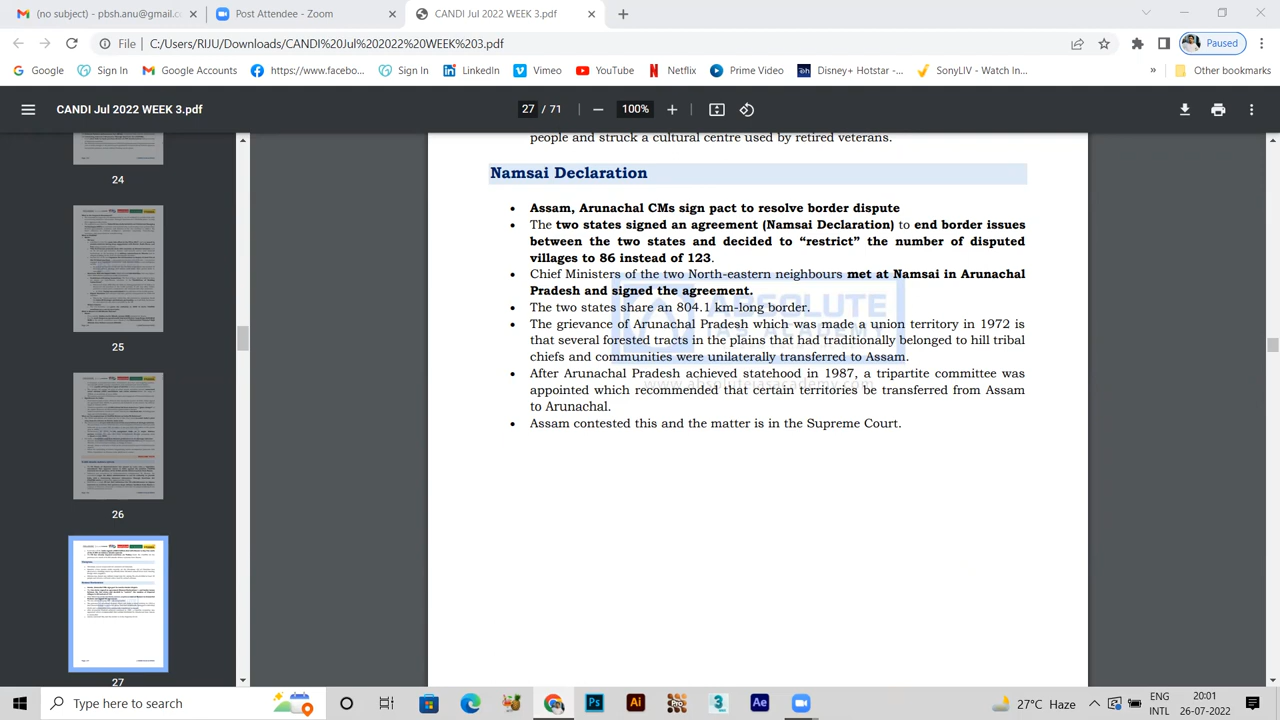 (no subject) - pbsh.anu@gmail.c
Post Attendee - Zoom
CANDI Jul 2022 WEEK 3.pdf
File
C:/Users/RIJU/Downloads/CANDI%20Jul%202022%20WEEK%203.pdf
Paused
Google
Sign In
Google Accounts
https://www.facebo...
Sign In
LinkedIn
Vimeo
YouTube
Netflix
Prime Video
Disney+ Hotstar -...
SonyLIV - Watch In...
»
Other bookmarks
CANDI Jul 2022 WEEK 3.pdf
27 / 71
100%
24
25
26
27
people and struck a cultural centre used by retired veterans.
Namsai Declaration
• Assam, Arunachal CMs sign pact to resolve border dispute
• The two states signed an agreement (Namsai Declaration) to end border issues
between the two states and decided to “restrict” the number of disputed
villages to 86 instead of 123.
• Chief Ministers of the two North-eastern neighbours met at Namsai in Arunachal
Pradesh and signed the agreement.
• The two states share an 804.1 km-long border.
• The grievance of Arunachal Pradesh which was made a union territory in 1972 is
that several forested tracts in the plains that had traditionally belonged to hill tribal
chiefs and communities were unilaterally transferred to Assam.
• After Arunachal Pradesh achieved statehood in 1987, a tripartite committee was
appointed which recommended that certain territories be transferred from Assam
to Arunachal.
• Assam contested this and the matter is in the Supreme Court.
Type here to search
Ps
Ai
Pro
3
Ae
27°C Haze
ENG
INTL
20:01
26-07-2022